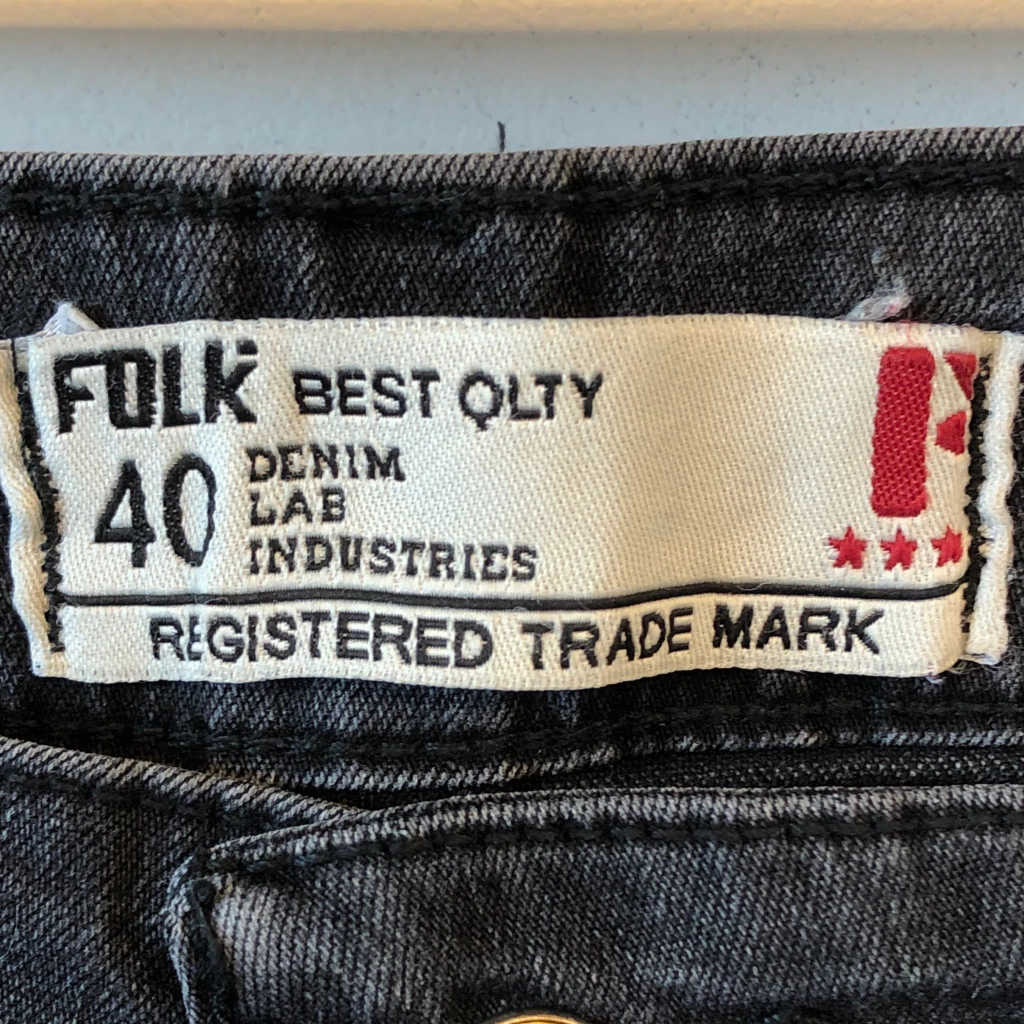 FOLK BEST QLTY
40
DENIM
LAB
INDUSTRIES
REGISTERED TRADE MARK